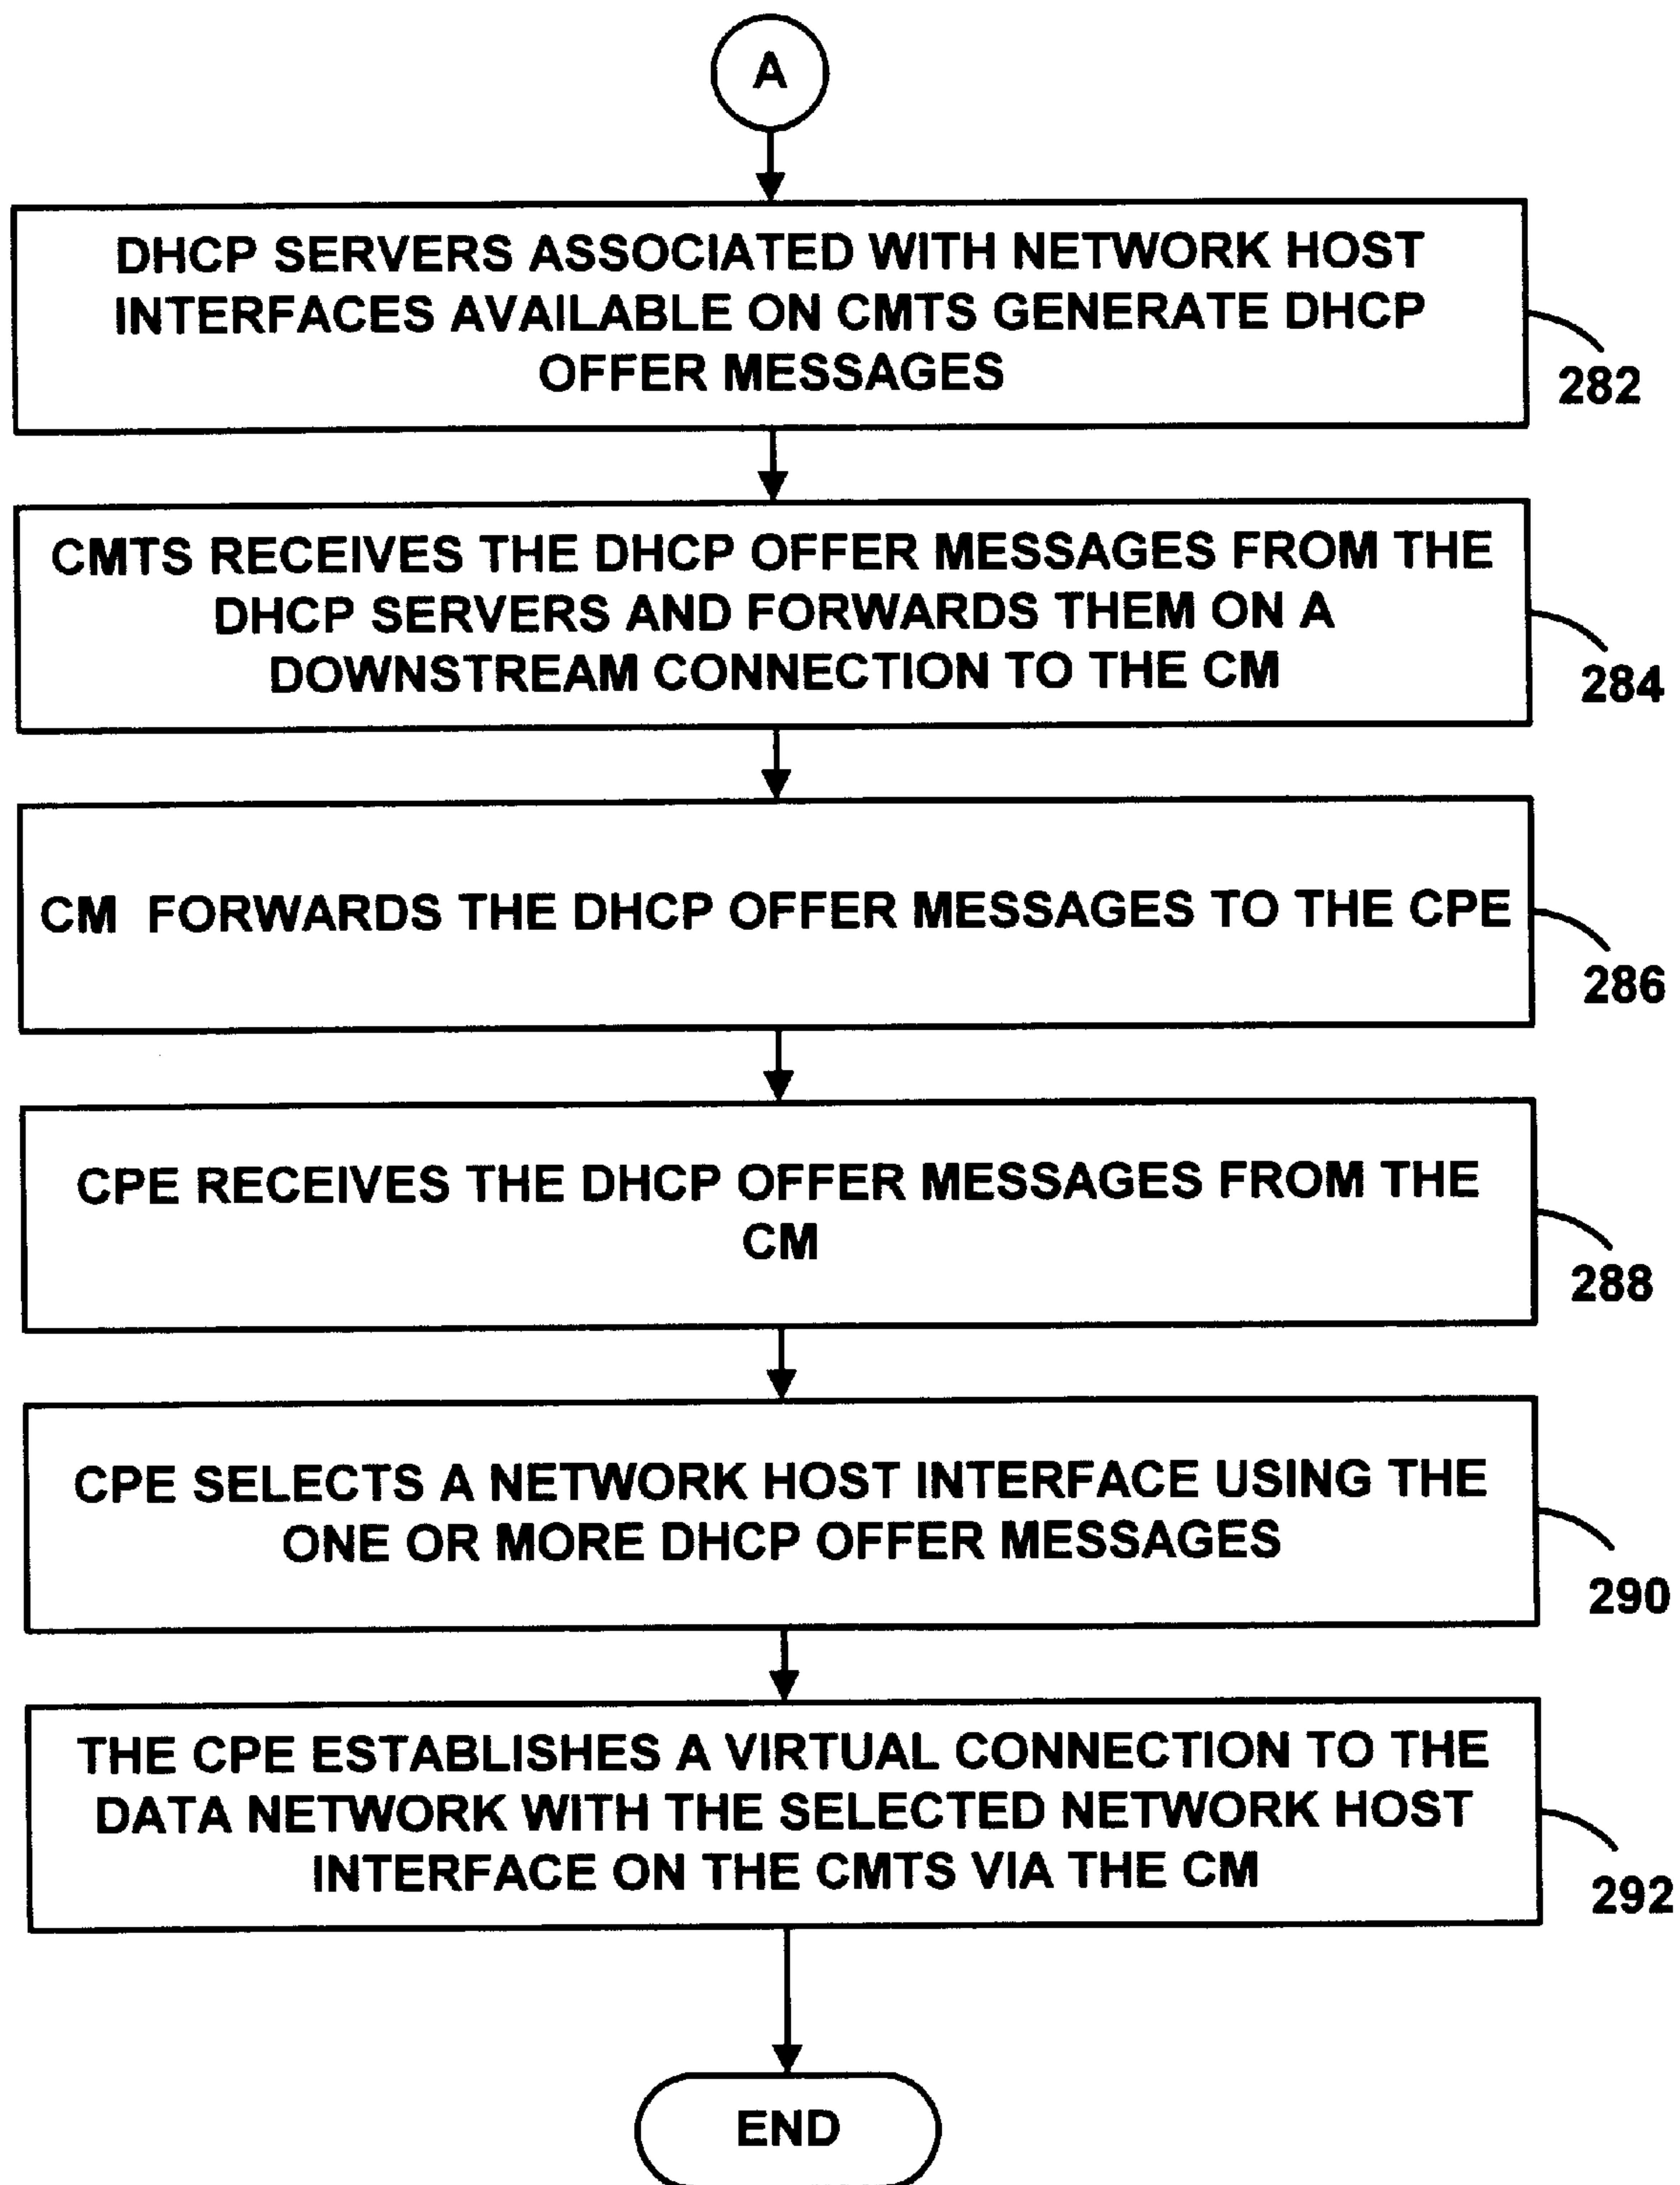 A
DHCP SERVERS ASSOCIATED WITH NETWORK HOST
INTERFACES AVAILABLE ON CMTS GENERATE DHCP
OFFER MESSAGES
282
CMTS RECEIVES THE DHCP OFFER MESSAGES FROM THE
DHCP SERVERS AND FORWARDS THEM ON A
DOWNSTREAM CONNECTION TO THE CM
284
CM FORWARDS THE DHCP OFFER MESSAGES TO THE CPE
286
CPE RECEIVES THE DHCP OFFER MESSAGES FROM THE
CM
288
CPE SELECTS A NETWORK HOST INTERFACE USING THE
ONE OR MORE DHCP OFFER MESSAGES
290
THE CPE ESTABLISHES A VIRTUAL CONNECTION TO THE
DATA NETWORK WITH THE SELECTED NETWORK HOST
INTERFACE ON THE CMTS VIA THE CM
292
END